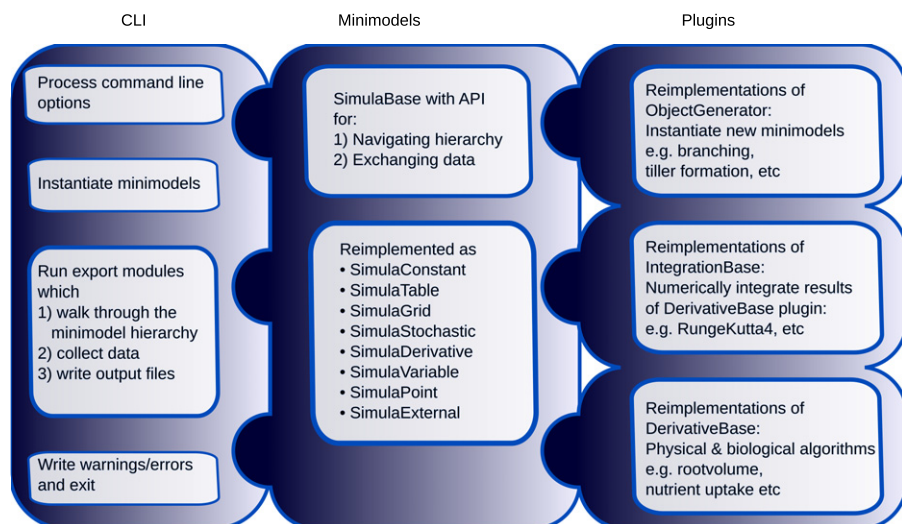 CLI
Minimodels
Plugins
Process command line
options
Instantiate minimodels
Run export modules
which
1) walk through the
minimodel hierarchy
2) collect data
3) write output files
Write warnings/errors
and exit
SimulaBase with API
for:
1) Navigating hierarchy
2) Exchanging data
Reimplemented as
• SimulaConstant
• SimulaTable
• SimulaGrid
• SimulaStochastic
• SimulaDerivative
• SimulaVariable
• SimulaPoint
• SimulaExternal
Reimplementations of
ObjectGenerator:
Instantiate new minimodels
e.g. branching,
tiller formation, etc
Reimplementations of
IntegrationBase:
Numerically integrate results
of DerivativeBase plugin:
e.g. RungeKutta4, etc
Reimplementations of
DerivativeBase:
Physical & biological algorithms
e.g. rootvolume,
nutrient uptake etc